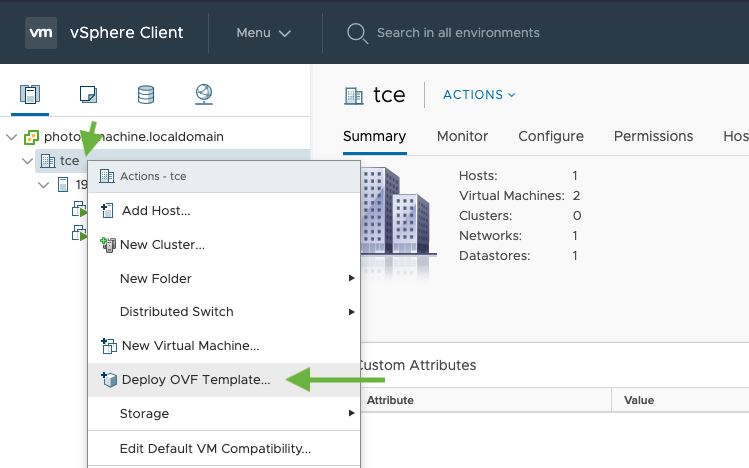 vm vSphere Client Menu Search in all environments
tce ACTIONS
Summary Monitor Configure Permissions Hos
photo machine.localdomain
tce
19
Actions - tce
Add Host...
New Cluster...
New Folder
Distributed Switch
New Virtual Machine...
Deploy OVF Template...
Storage
Edit Default VM Compatibility...
Hosts: 1
Virtual Machines: 2
Clusters: 0
Networks: 1
Datastores: 1
Custom Attributes
Attribute Value